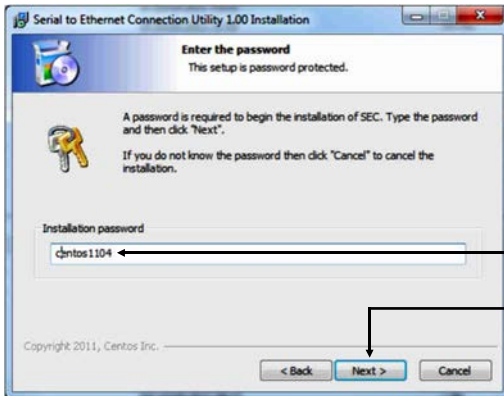 Serial to Ethernet Connection Utility 1.00 Installation
Enter the password
This setup is password protected.
A password is required to begin the installation of SEC. Type the password
and then click "Next".
If you do not know the password then click "Cancel" to cancel the
installation.
Installation password
centos1104
Copyright 2011, Centos Inc.
< Back
Next >
Cancel